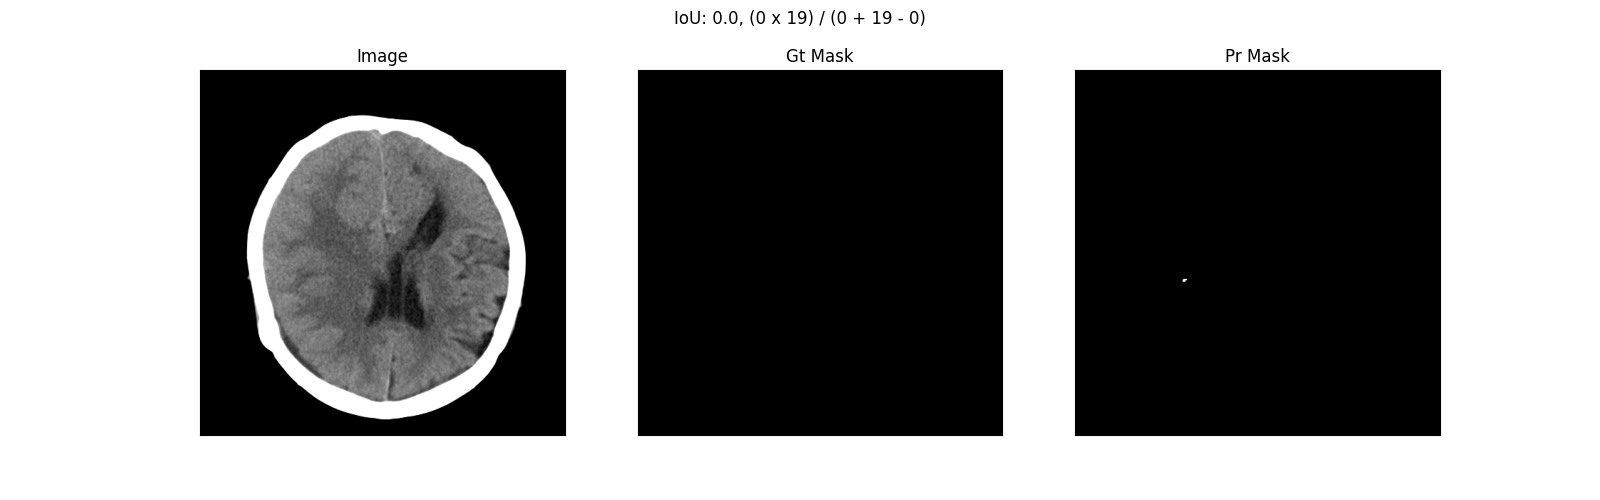 IoU: 0.0, (0 x 19) / (0 + 19 - 0)
Image
Gt Mask
Pr Mask